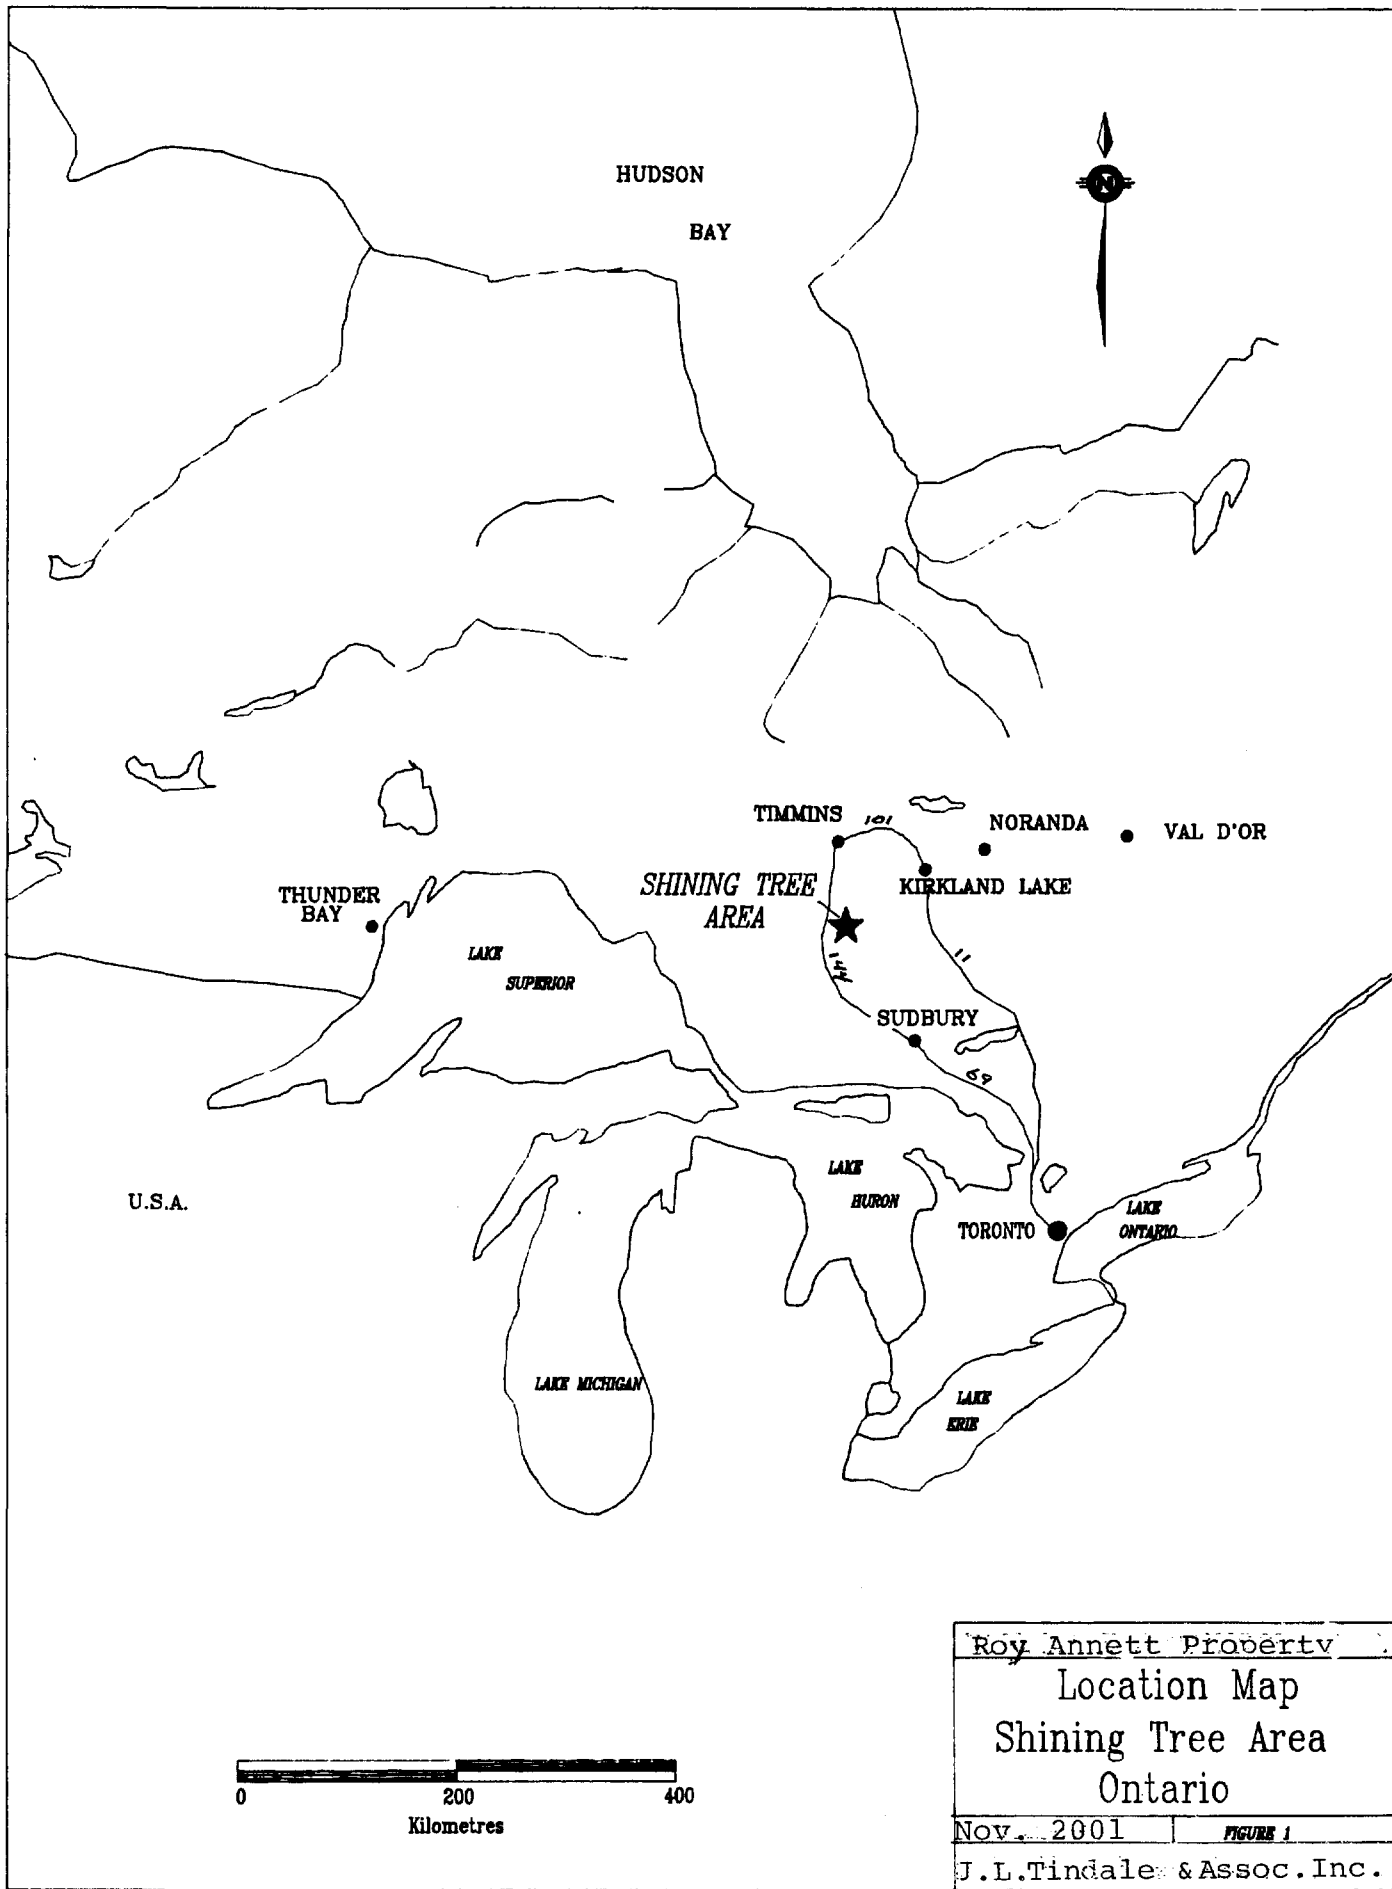 HUDSON
BAY
N
TIMMINS
101
NORANDA
VAL D'OR
KIRKLAND LAKE
SHINING TREE
AREA
THUNDER
BAY
LAKE
SUPERIOR
144
11
SUDBURY
69
U.S.A.
LAKE
HURON
TORONTO
LAKE
ONTARIO
LAKE MICHIGAN
LAKE
ERIE
0 200 400
Kilometres
Roy Annett Property
Location Map
Shining Tree Area
Ontario
Nov. 2001 FIGURE 1
J.L.Tindale & Assoc.Inc.